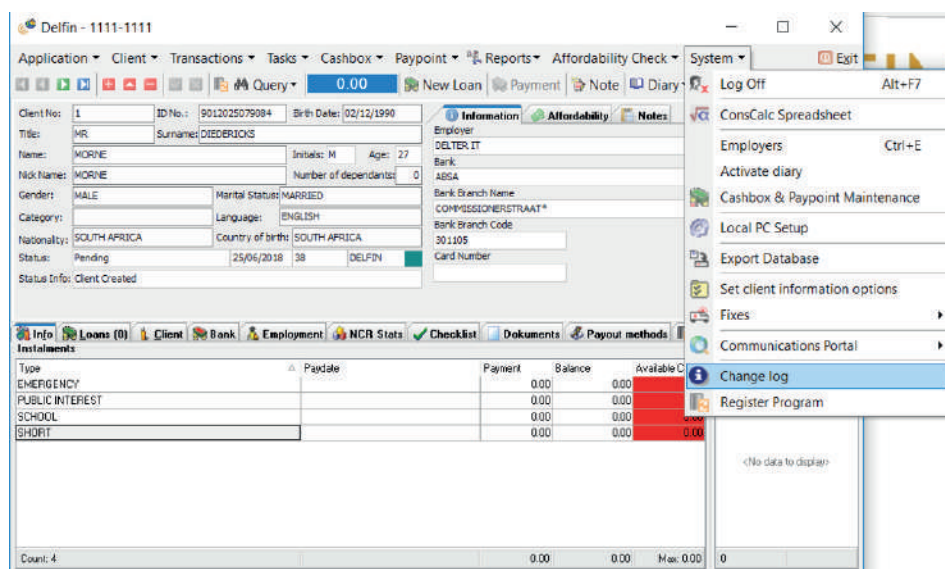 Delfin - 1111-1111
Application Client Transactions Tasks Cashbox Paypoint Reports Affordability Check System Exit
Query 0.00 New Loan Payment Note Diary
Log Off Alt+F7
ConsCalc Spreadsheet
Employers Ctrl+E
Activate diary
Cashbox & Paypoint Maintenance
Local PC Setup
Export Database
Set client information options
Fixes
Communications Portal
Change log
Register Program
Client No: 1 ID No.: 9012025079084 Birth Date: 02/12/1990
Title: MR Surname: DIEDERICKS
Name: MORNE Initials: M Age: 27
Nick Name: MORNE Number of dependants: 0
Gender: MALE Marital Status: MARRIED
Category: Language: ENGLISH
Nationality: SOUTH AFRICA Country of birth: SOUTH AFRICA
Status: Pending 25/06/2018 38 DELFIN
Status Info: Client Created
Information Affordability Notes
Employer
DELTER IT
Bank
ABSA
Bank Branch Name
COMMISSIONERSTRAAT*
Bank Branch Code
301105
Card Number
Info Loans (0) Client Bank Employment NCR Stats Checklist Dokuments Payout methods
Instalments
Type Paydate Payment Balance Available C
EMERGENCY 0.00 0.00
PUBLIC INTEREST 0.00 0.00
SCHOOL 0.00 0.00 0.00
SHORT 0.00 0.00 0.00
<No data to display>
Count: 4 0.00 0.00 Max: 0.00 0